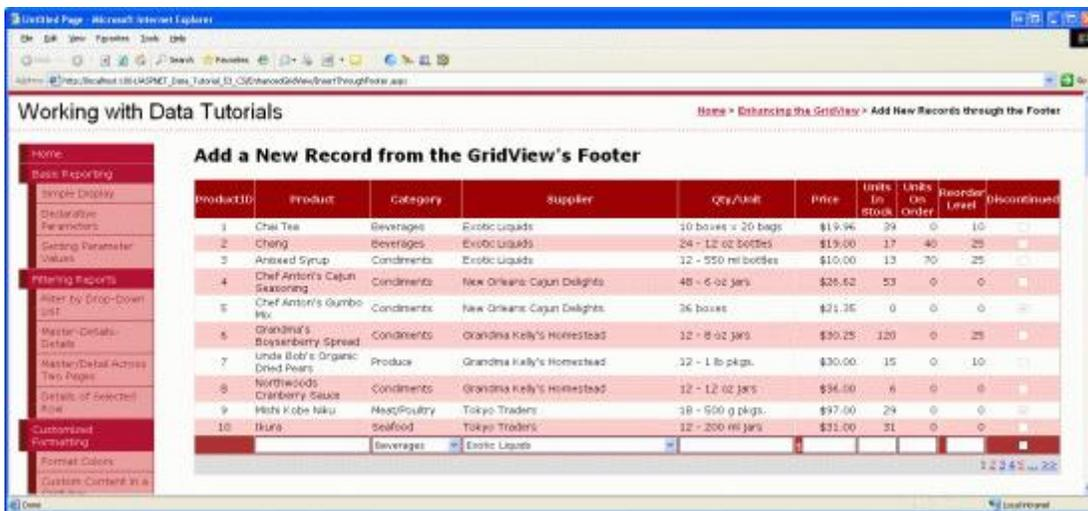 Untitled Page - Microsoft Internet Explorer
File Edit View Favorites Tools Help
Search Favorites
Working with Data Tutorials
Home > Enhancing the GridView > Add New Records through the Footer
Home
Basic Reporting
Simple Display
Declarative Parameters
Setting Parameter Values
Filtering Reports
Filter by Drop-Down List
Master-Details-Details
Master/Detail Across Two Pages
Details of Selected Row
Customized Formatting
Format Colors
Custom Content in a
Add a New Record from the GridView's Footer
ProductID Product Category Supplier Qty/Unit Price Units In Stock Units On Order Reorder Level Discontinued
1 Chai Tea Beverages Exotic Liquids 10 boxes x 20 bags $19.96 39 0 10
2 Chang Beverages Exotic Liquids 24 - 12 oz bottles $19.00 17 40 25
3 Aniseed Syrup Condiments Exotic Liquids 12 - 550 ml bottles $10.00 13 70 25
4 Chef Anton's Cajun Seasoning Condiments New Orleans Cajun Delights 48 - 6 oz jars $26.62 53 0 0
5 Chef Anton's Gumbo Mix Condiments New Orleans Cajun Delights 36 boxes $21.35 0 0 0
6 Grandma's Boysenberry Spread Condiments Grandma Kelly's Homestead 12 - 8 oz jars $30.25 120 0 25
7 Uncle Bob's Organic Dried Pears Produce Grandma Kelly's Homestead 12 - 1 lb pkgs. $30.00 15 0 10
8 Northwoods Cranberry Sauce Condiments Grandma Kelly's Homestead 12 - 12 oz jars $36.00 6 0 0
9 Mishi Kobe Niku Meat/Poultry Tokyo Traders 18 - 500 g pkgs. $97.00 29 0 0
10 Ikura Seafood Tokyo Traders 12 - 200 ml jars $31.00 31 0 0
Beverages Exotic Liquids
1 2 3 4 5 ... >>
Done
Local intranet